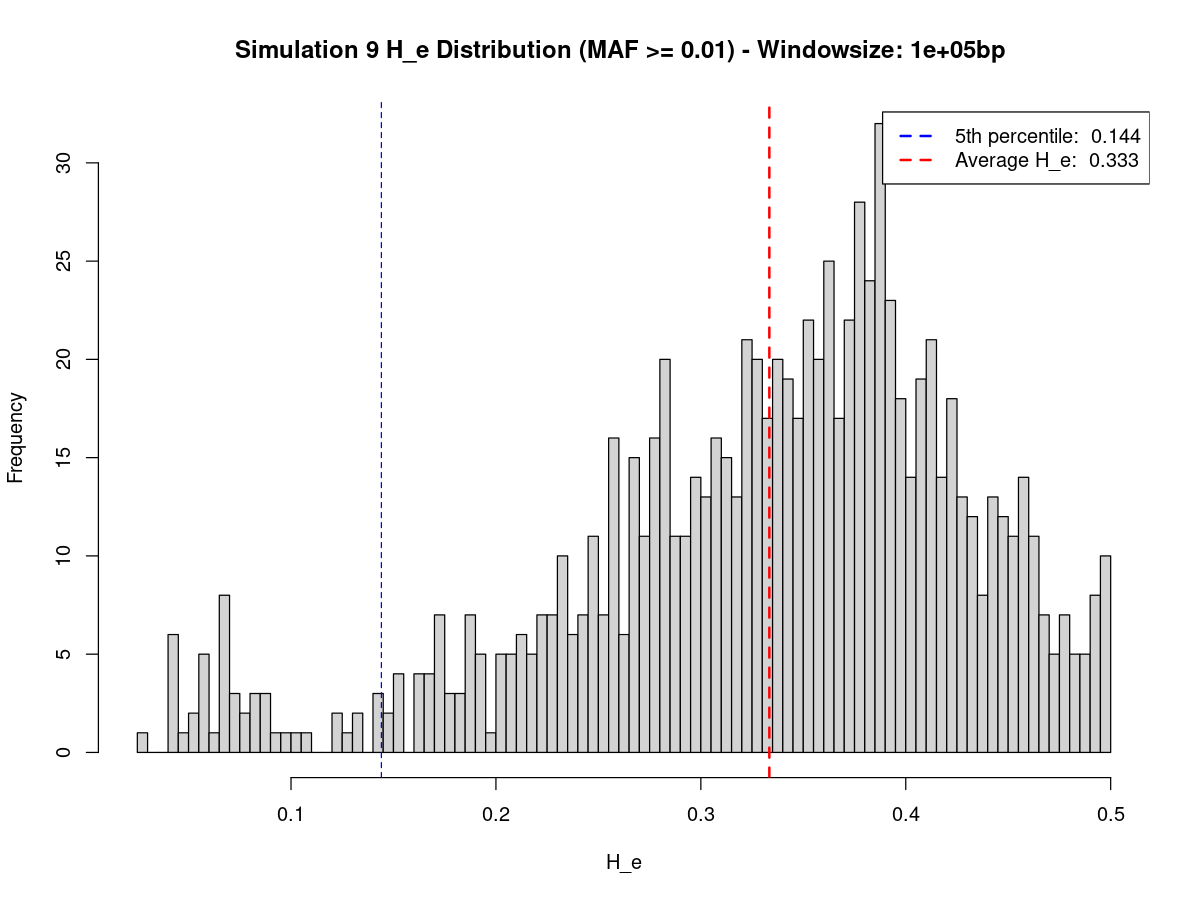 Simulation 9 H_e Distribution (MAF >= 0.01) - Windowsize: 1e+05bp
5th percentile:  0.144
Average H_e:  0.333
Frequency
30
25
20
15
10
5
0
0.1 0.2 0.3 0.4 0.5
H_e